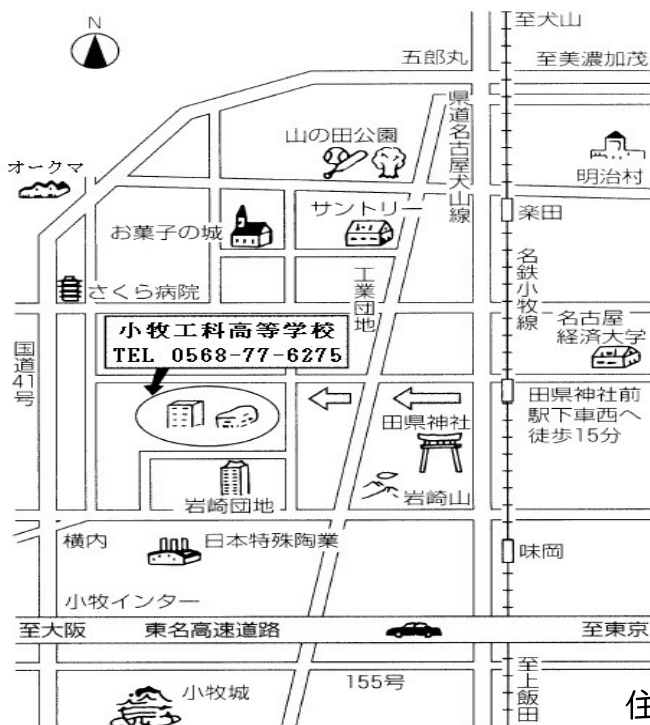 N
至犬山
五郎丸
至美濃加茂
県道名古屋犬山線
山の田公園
オークマ
明治村
サントリー
楽田
お菓子の城
名鉄小牧線
工業団地
さくら病院
名古屋
経済大学
小牧工科高等学校
TEL 0568-77-6275
国道41号
田県神社前
駅下車西へ
徒歩15分
田県神社
岩崎山
岩崎団地
横内
日本特殊陶業
味岡
小牧インター
至大阪
東名高速道路
至東京
155号
至上飯田
小牧城
住